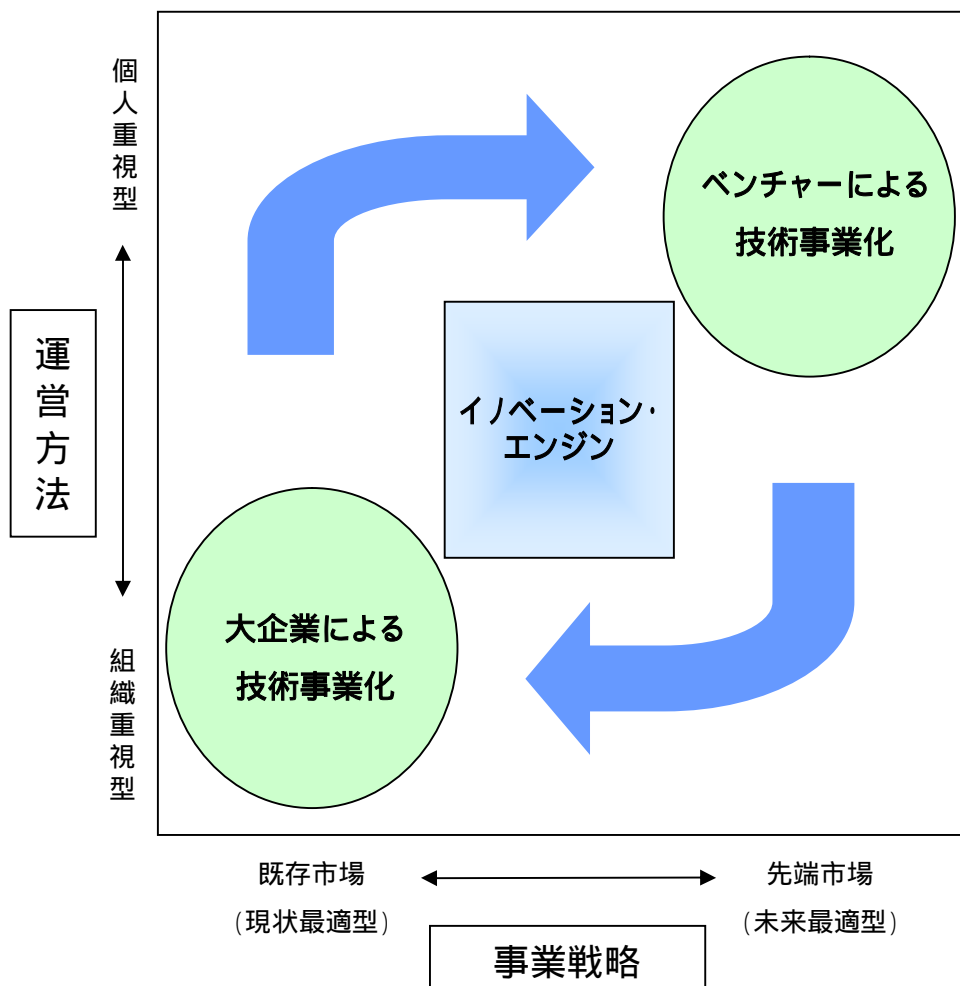 個人重視型
ベンチャーによる
技術事業化
運営方法
イノベーション・
エンジン
大企業による
技術事業化
組織重視型
既存市場
(現状最適型)
先端市場
(未来最適型)
事業戦略